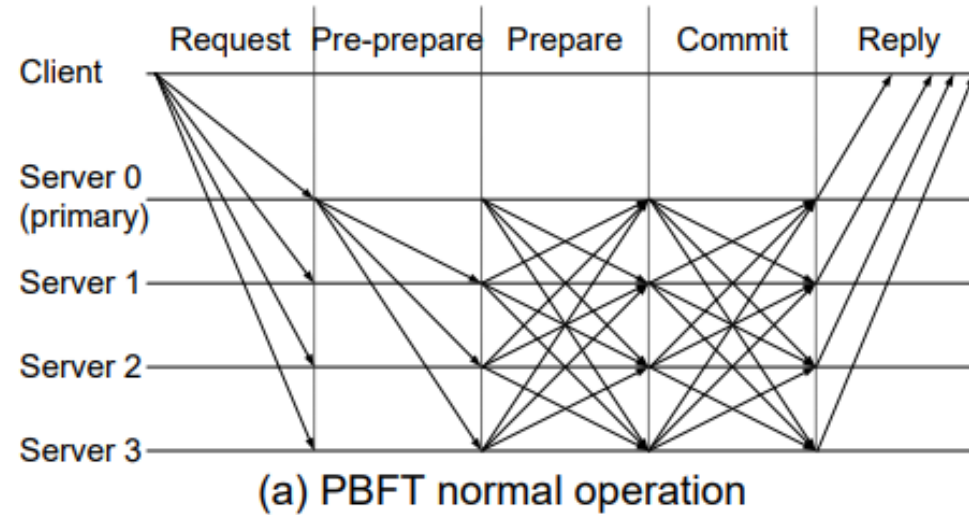 Request Pre-prepare Prepare Commit Reply
Client
Server 0
(primary)
Server 1
Server 2
Server 3
(a) PBFT normal operation